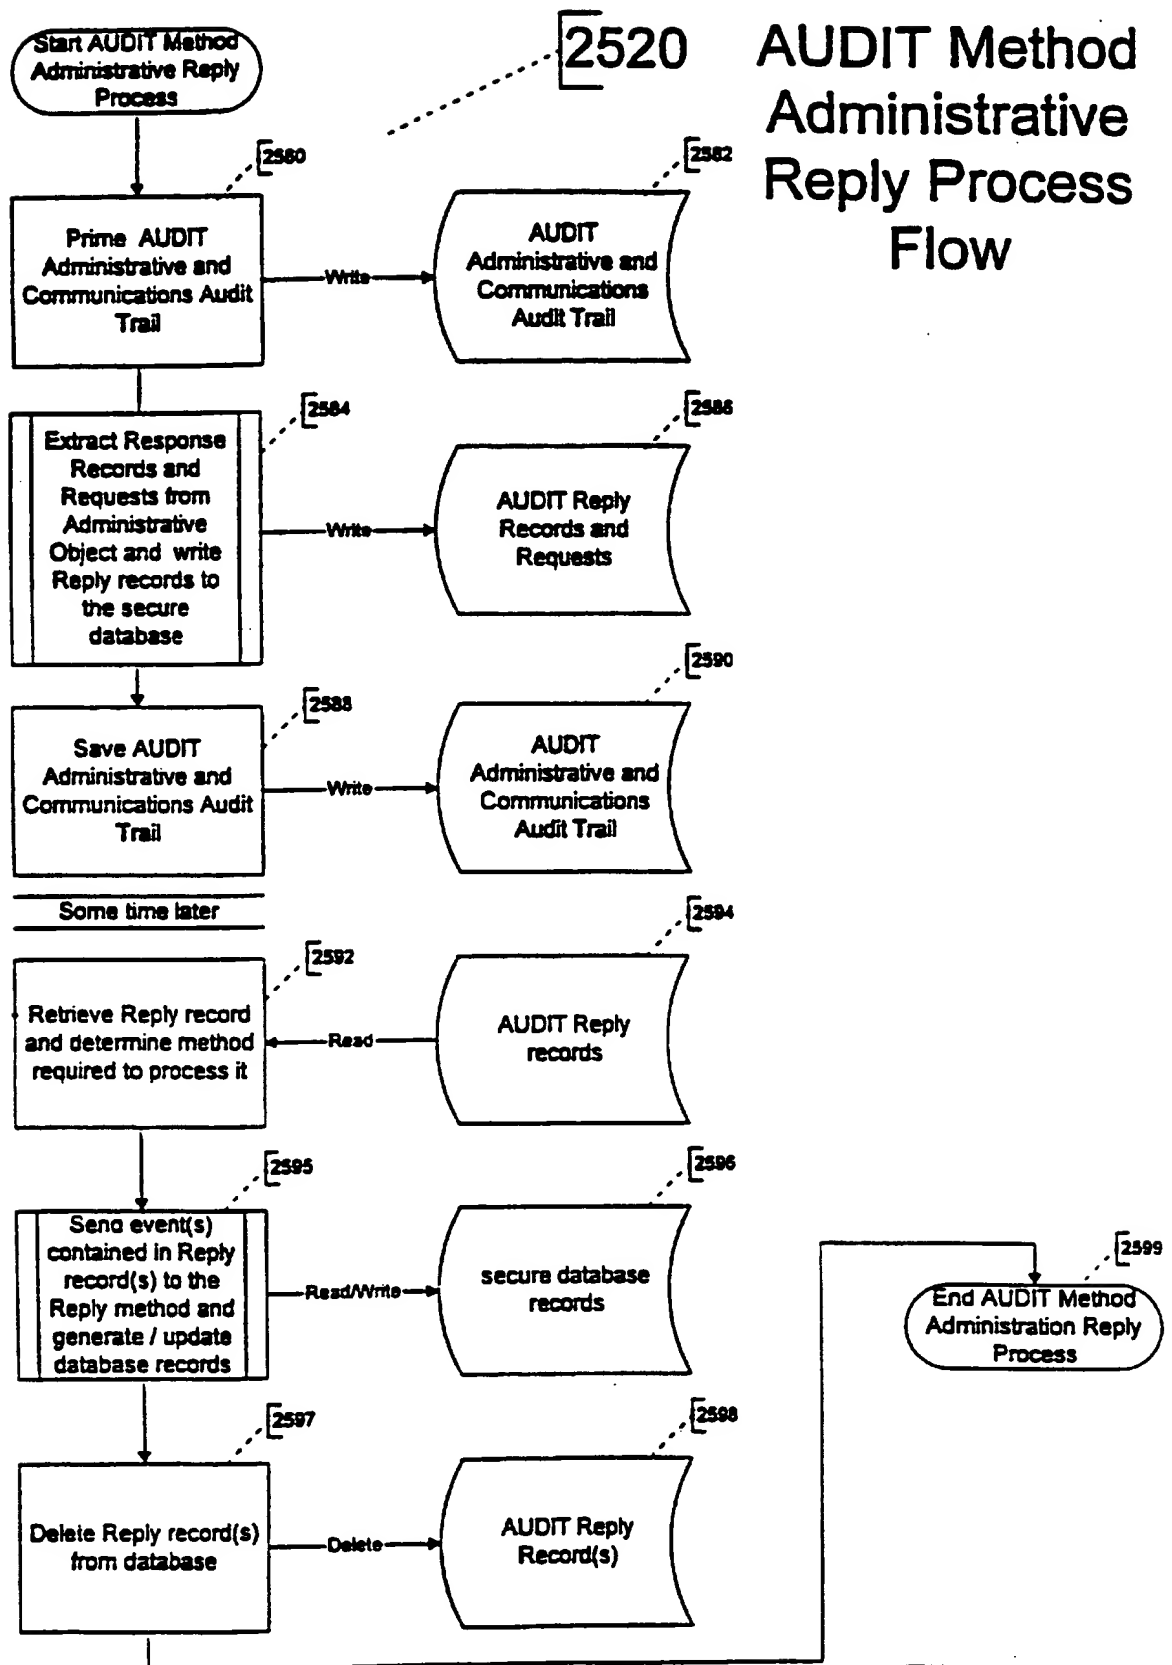 Start AUDIT Method
Administrative Reply
Process
2520
AUDIT Method
Administrative
Reply Process
Flow
2580
Prime AUDIT
Administrative and
Communications Audit
Trail
Write
2582
AUDIT
Administrative and
Communications
Audit Trail
2584
Extract Response
Records and
Requests from
Administrative
Object and write
Reply records to
the secure
database
Write
2586
AUDIT Reply
Records and
Requests
2588
Save AUDIT
Administrative and
Communications Audit
Trail
Write
2590
AUDIT
Administrative and
Communications
Audit Trail
Some time later
2592
Retrieve Reply record
and determine method
required to process it
Read
2594
AUDIT Reply
records
2595
Send event(s)
contained in Reply
record(s) to the
Reply method and
generate / update
database records
Read/Write
2596
secure database
records
2599
End AUDIT Method
Administration Reply
Process
2597
Delete Reply record(s)
from database
Delete
2598
AUDIT Reply
Record(s)